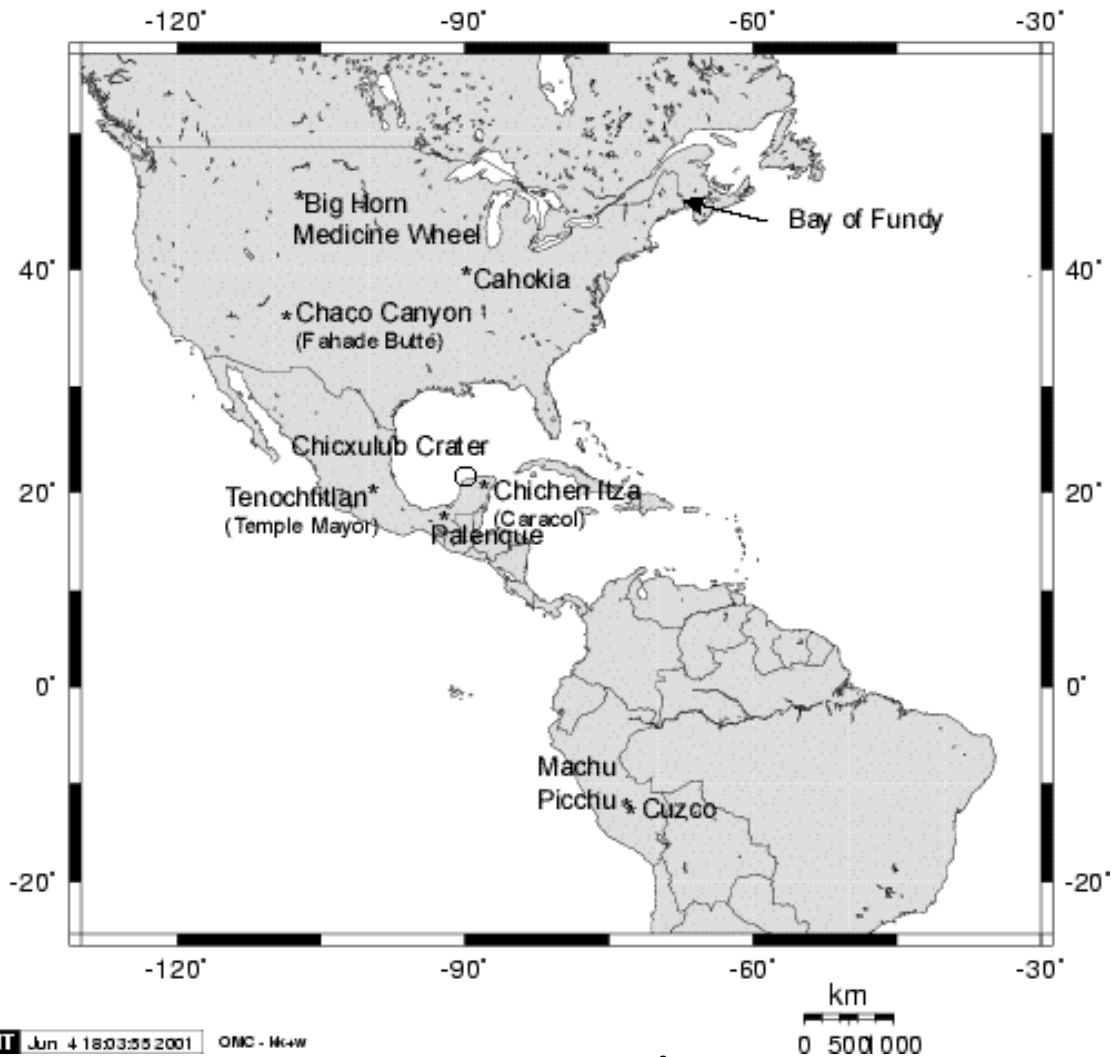 -120° -90° -60° -30°
*Big Horn
Medicine Wheel
Bay of Fundy
40° *Cahokia 40°
*Chaco Canyon
(Fahade Butte)
Chicxulub Crater
20° Tenochtitlan* *Chichen Itza 20°
(Temple Mayor) (Caracol)
*Palenque
0° 0°
Machu
Picchu ** Cuzco
-20° -20°
-120° -90° -60° -30°
km
0 500 1000
Jun 4 18:03:55 2001 OMC -